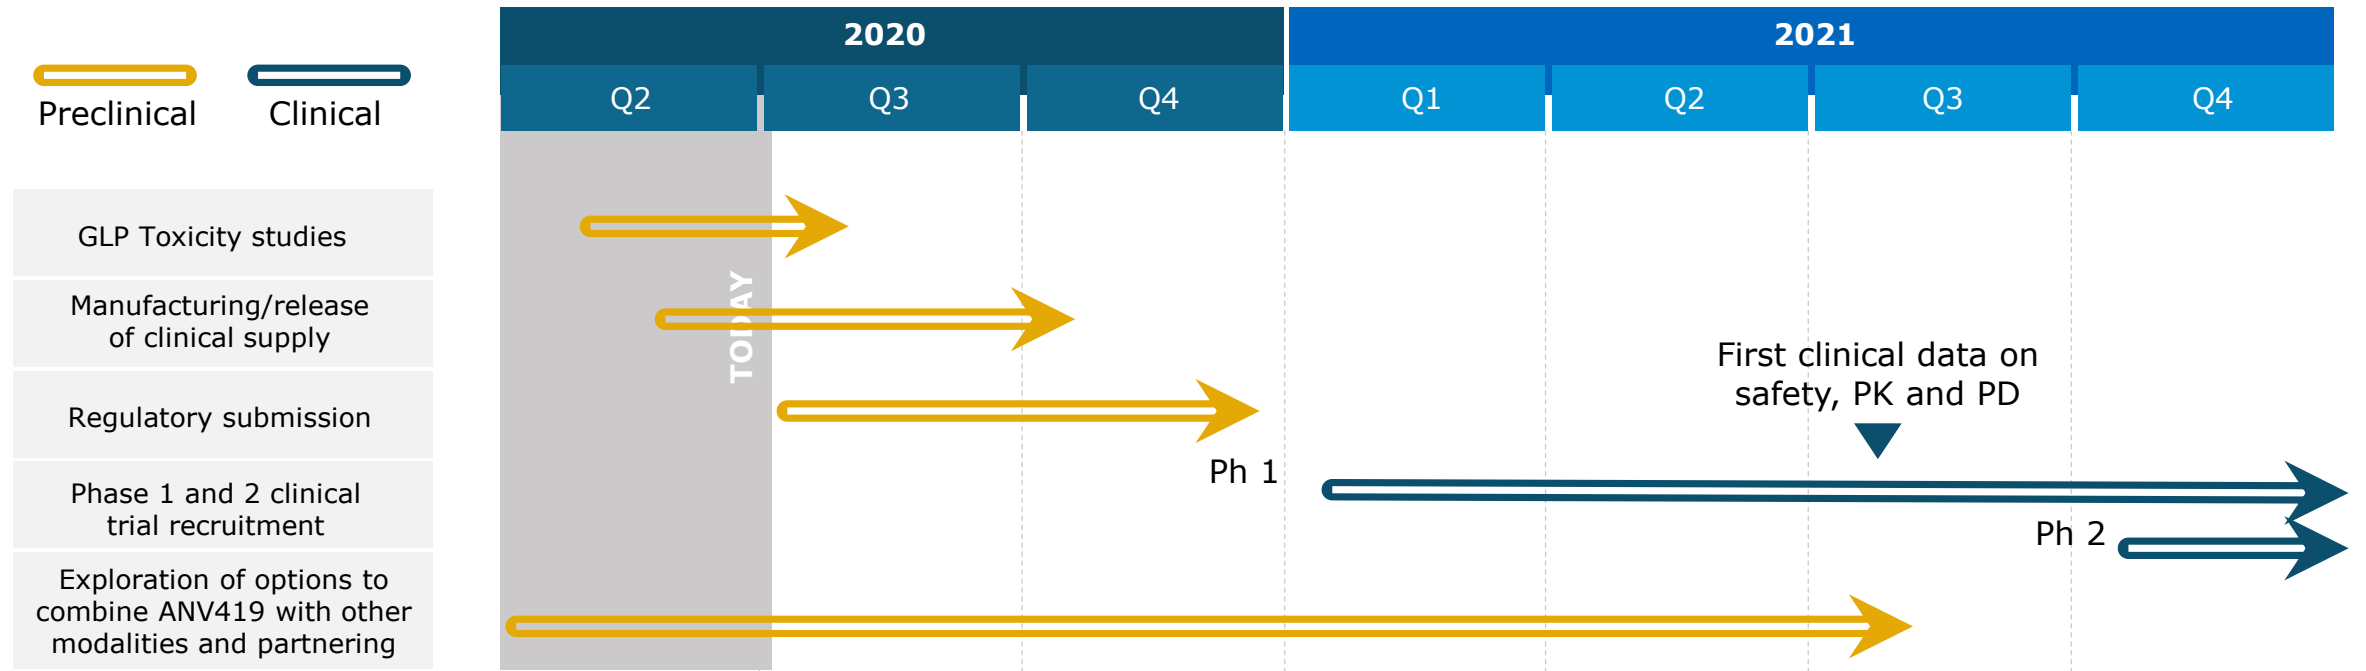 2020
2021
Preclinical
Clinical
Q2
Q3
Q4
Q1
Q2
Q3
Q4
GLP Toxicity studies
Manufacturing/release
of clinical supply
TODAY
First clinical data on
safety, PK and PD
Regulatory submission
Ph 1
Phase 1 and 2 clinical
trial recruitment
Ph 2
Exploration of options to
combine ANV419 with other
modalities and partnering